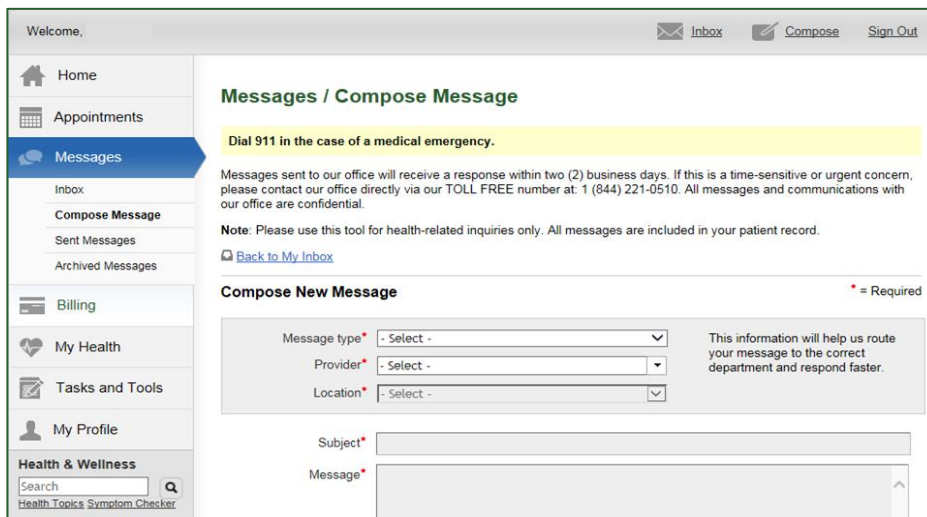 Welcome,
Inbox
Compose
Sign Out
Home
Appointments
Messages
Inbox
Compose Message
Sent Messages
Archived Messages
Billing
My Health
Tasks and Tools
My Profile
Health & Wellness
Search
Health Topics Symptom Checker
Messages / Compose Message
Dial 911 in the case of a medical emergency.
Messages sent to our office will receive a response within two (2) business days. If this is a time-sensitive or urgent concern,
please contact our office directly via our TOLL FREE number at: 1 (844) 221-0510. All messages and communications with
our office are confidential.
Note: Please use this tool for health-related inquiries only. All messages are included in your patient record.
Back to My Inbox
Compose New Message
* = Required
Message type* - Select -
Provider* - Select -
Location* - Select -
This information will help us route
your message to the correct
department and respond faster.
Subject*
Message*